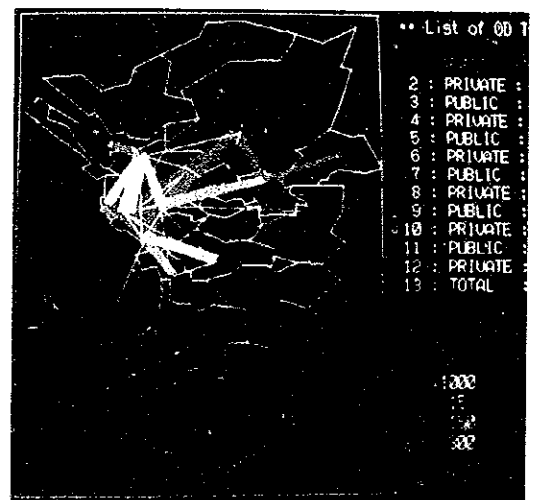 •• List of OD T
2 : PRIVATE :
3 : PUBLIC :
4 : PRIVATE :
5 : PUBLIC :
6 : PRIVATE :
7 : PUBLIC :
8 : PRIVATE :
9 : PUBLIC :
10 : PRIVATE :
11 : PUBLIC :
12 : PRIVATE :
13 : TOTAL :
1000
15